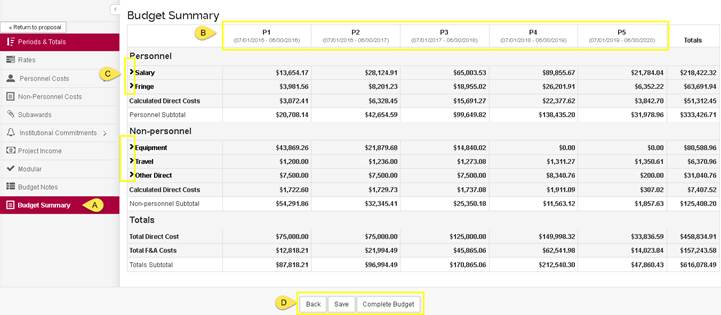 Budget Summary
< Return to proposal
Periods & Totals
Rates
Personnel Costs
Non-Personnel Costs
Subawards
Institutional Commitments
Project Income
Modular
Budget Notes
Budget Summary
A
B
C
D
P1 P2 P3 P4 P5 Totals
(07/01/2015 - 06/30/2016) (07/01/2016 - 06/30/2017) (07/01/2017 - 06/30/2018) (07/01/2018 - 06/30/2019) (07/01/2019 - 06/30/2020)
Personnel
Salary $13,654.17 $28,124.91 $65,003.53 $89,855.67 $21,784.04 $218,422.32
Fringe $3,981.56 $8,201.23 $18,955.02 $26,201.91 $6,352.22 $63,691.94
Calculated Direct Costs $3,072.41 $6,328.45 $15,691.27 $22,377.62 $3,842.70 $51,312.45
Personnel Subtotal $20,708.14 $42,654.59 $99,649.82 $138,435.20 $31,978.96 $333,426.71
Non-personnel
Equipment $43,869.26 $21,879.68 $14,840.02 $0.00 $0.00 $80,588.96
Travel $1,200.00 $1,236.00 $1,273.08 $1,311.27 $1,350.61 $6,370.96
Other Direct $7,500.00 $7,500.00 $7,500.00 $8,340.76 $200.00 $31,040.76
Calculated Direct Costs $1,722.60 $1,729.73 $1,737.08 $1,911.09 $307.02 $7,407.52
Non-personnel Subtotal $54,291.86 $32,345.41 $25,350.18 $11,563.12 $1,857.63 $125,408.20
Totals
Total Direct Cost $75,000.00 $75,000.00 $125,000.00 $149,998.32 $33,836.59 $458,834.91
Total F&A Costs $12,818.21 $21,994.49 $45,865.06 $62,541.98 $14,023.84 $157,243.58
Totals Subtotal $87,818.21 $96,994.49 $170,865.06 $212,540.30 $47,860.43 $616,078.49
Back Save Complete Budget